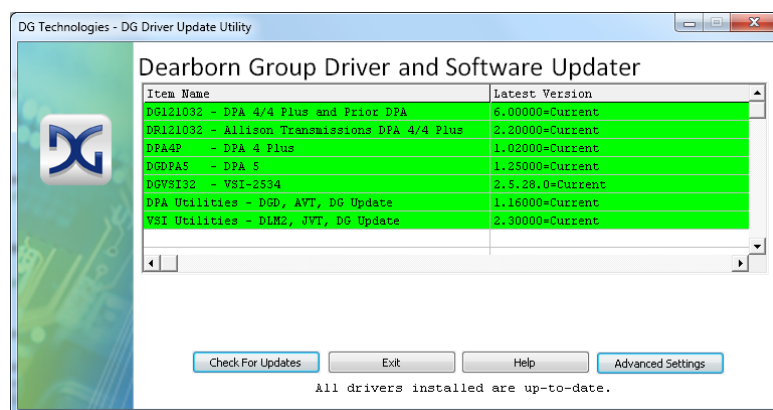 DG Technologies - DG Driver Update Utility
Dearborn Group Driver and Software Updater
Item Name Latest Version
DG121032 - DPA 4/4 Plus and Prior DPA 6.00000=Current
DR121032 - Allison Transmissions DPA 4/4 Plus 2.20000=Current
DPA4P - DPA 4 Plus 1.02000=Current
DGDPA5 - DPA 5 1.25000=Current
DGVSI32 - VSI-2534 2.5.28.0=Current
DPA Utilities - DGD, AVT, DG Update 1.16000=Current
VSI Utilities - DLM2, JVT, DG Update 2.30000=Current
Check For Updates Exit Help Advanced Settings
All drivers installed are up-to-date.